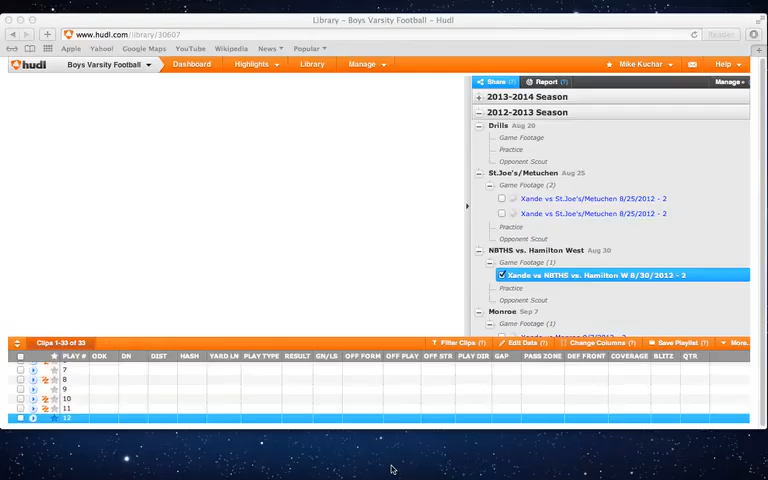 Library – Boys Varsity Football – Hudl
www.hudl.com/library/30607
Reader
Apple Yahoo! Google Maps YouTube Wikipedia News Popular
hudl Boys Varsity Football Dashboard Highlights Library Manage Mike Kuchar Help
Share (?) Report (?) Manage
2013-2014 Season
2012-2013 Season
Drills Aug 20
Game Footage
Practice
Opponent Scout
St.Joe's/Metuchen Aug 25
Game Footage (2)
Xande vs St.Joe's/Metuchen 8/25/2012 - 2
Xande vs St.Joe's/Metuchen 8/25/2012 - 2
Practice
Opponent Scout
NBTHS vs. Hamilton West Aug 30
Game Footage (1)
Xande vs NBTHS vs. Hamilton W 8/30/2012 - 2
Practice
Opponent Scout
Monroe Sep 7
Game Footage (1)
Clips 1-33 of 33 Filter Clips (?) Edit Data (?) Change Columns (?) Save Playlist (?) More..
PLAY # ODK DN DIST HASH YARD LN PLAY TYPE RESULT GN/LS OFF FORM OFF PLAY OFF STR PLAY DIR GAP PASS ZONE DEF FRONT COVERAGE BLITZ QTR
7
8
9
10
11
12